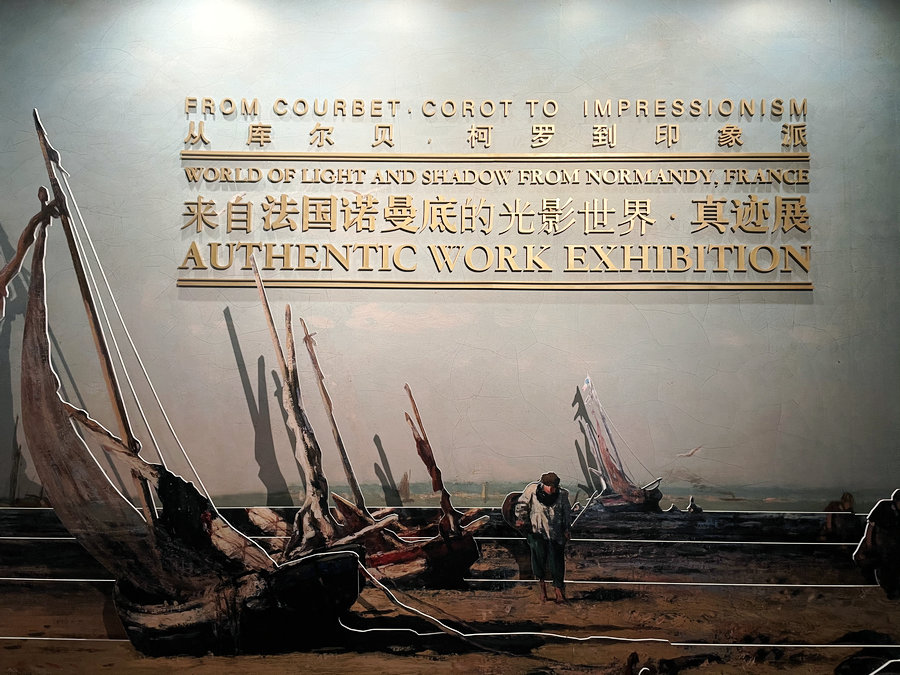 FROM COURBET·COROT TO IMPRESSIONISM
从库尔贝·柯罗到印象派
WORLD OF LIGHT AND SHADOW FROM NORMANDY, FRANCE
来自法国诺曼底的光影世界·真迹展
AUTHENTIC WORK EXHIBITION